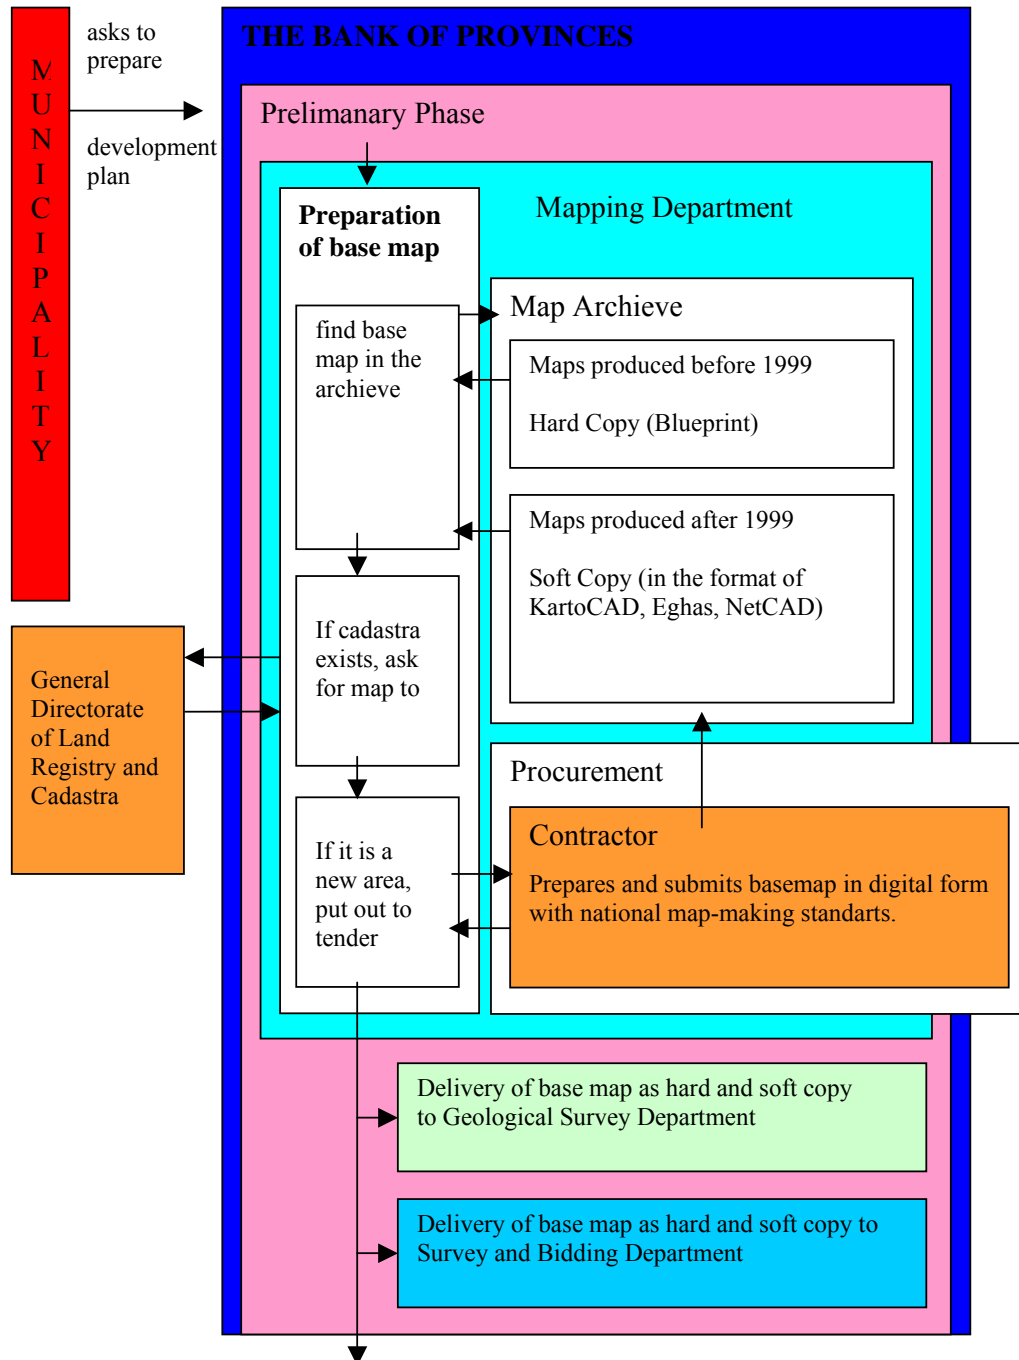 MUNICIPALITY
asks to
prepare
development
plan
THE BANK OF PROVINCES
Prelimanary Phase
Mapping Department
Preparation
of base map
find base
map in the
archieve
Map Archieve
Maps produced before 1999
Hard Copy (Blueprint)
Maps produced after 1999
Soft Copy (in the format of
KartoCAD, Eghas, NetCAD)
If cadastra
exists, ask
for map to
General
Directorate
of Land
Registry and
Cadastra
If it is a
new area,
put out to
tender
Procurement
Contractor
Prepares and submits basemap in digital form
with national map-making standarts.
Delivery of base map as hard and soft copy
to Geological Survey Department
Delivery of base map as hard and soft copy to
Survey and Bidding Department